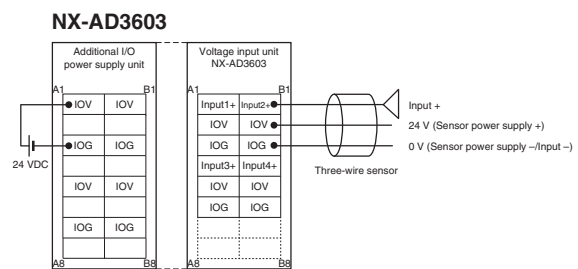 NX-AD3603
Additional I/O
power supply unit
Voltage input unit
NX-AD3603
A1 B1 A1 B1
IOV IOV Input1+ Input2+ Input +
IOV IOV 24 V (Sensor power supply +)
IOG IOG IOG IOG 0 V (Sensor power supply –/Input –)
24 VDC Input3+ Input4+ Three-wire sensor
IOV IOV IOV IOV
IOG IOG
IOG IOG
A8 B8 A8 B8